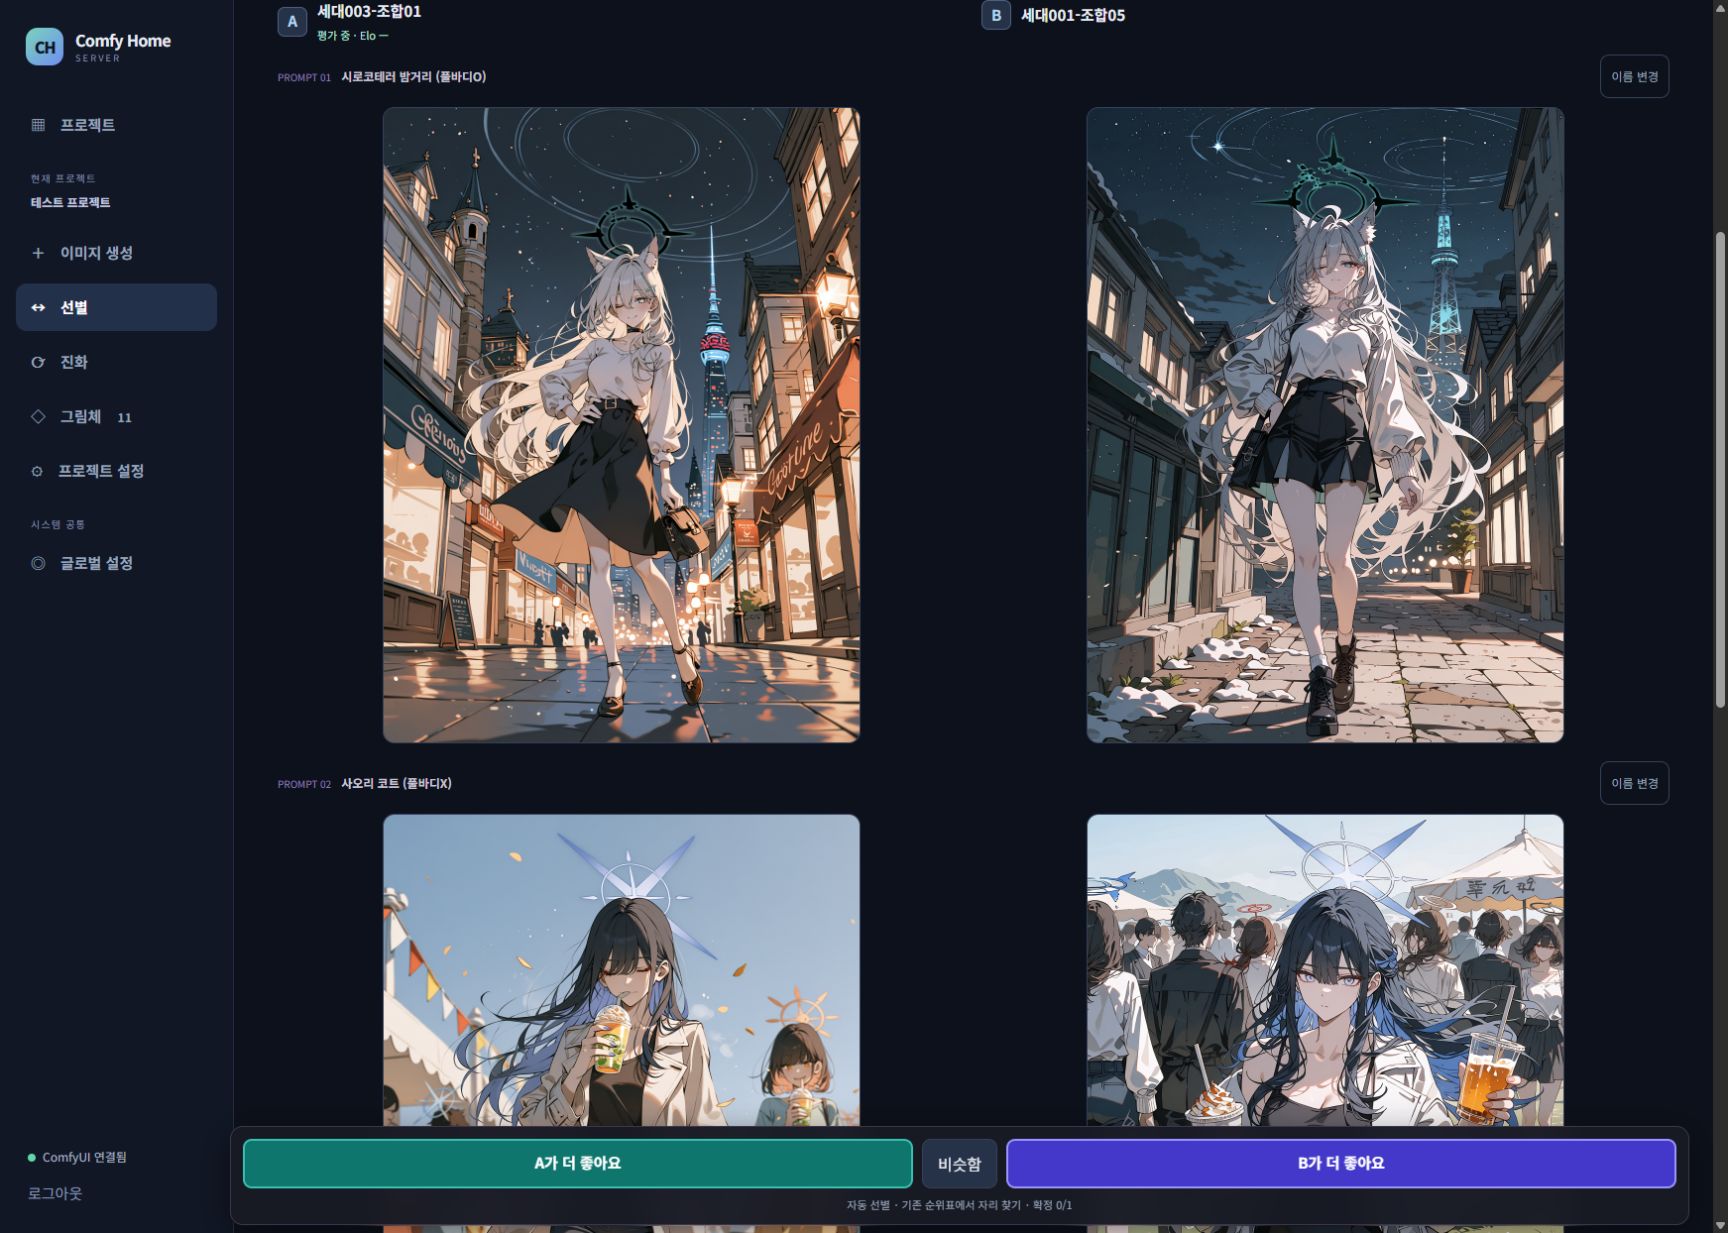 CH
Comfy Home
SERVER
프로젝트
현재 프로젝트
테스트 프로젝트
이미지 생성
선별
진화
그림체 11
프로젝트 설정
시스템 공통
글로벌 설정
ComfyUI 연결됨
로그아웃
A
세대003-조합01
평가 중 · Elo —
B
세대001-조합05
PROMPT 01 시로코테러 밤거리 (풀바디O)
이름 변경
PROMPT 02 사오리 코트 (풀바디X)
이름 변경
A가 더 좋아요
비슷함
B가 더 좋아요
자동 선별 · 기존 순위표에서 자리 찾기 · 확정 0/1